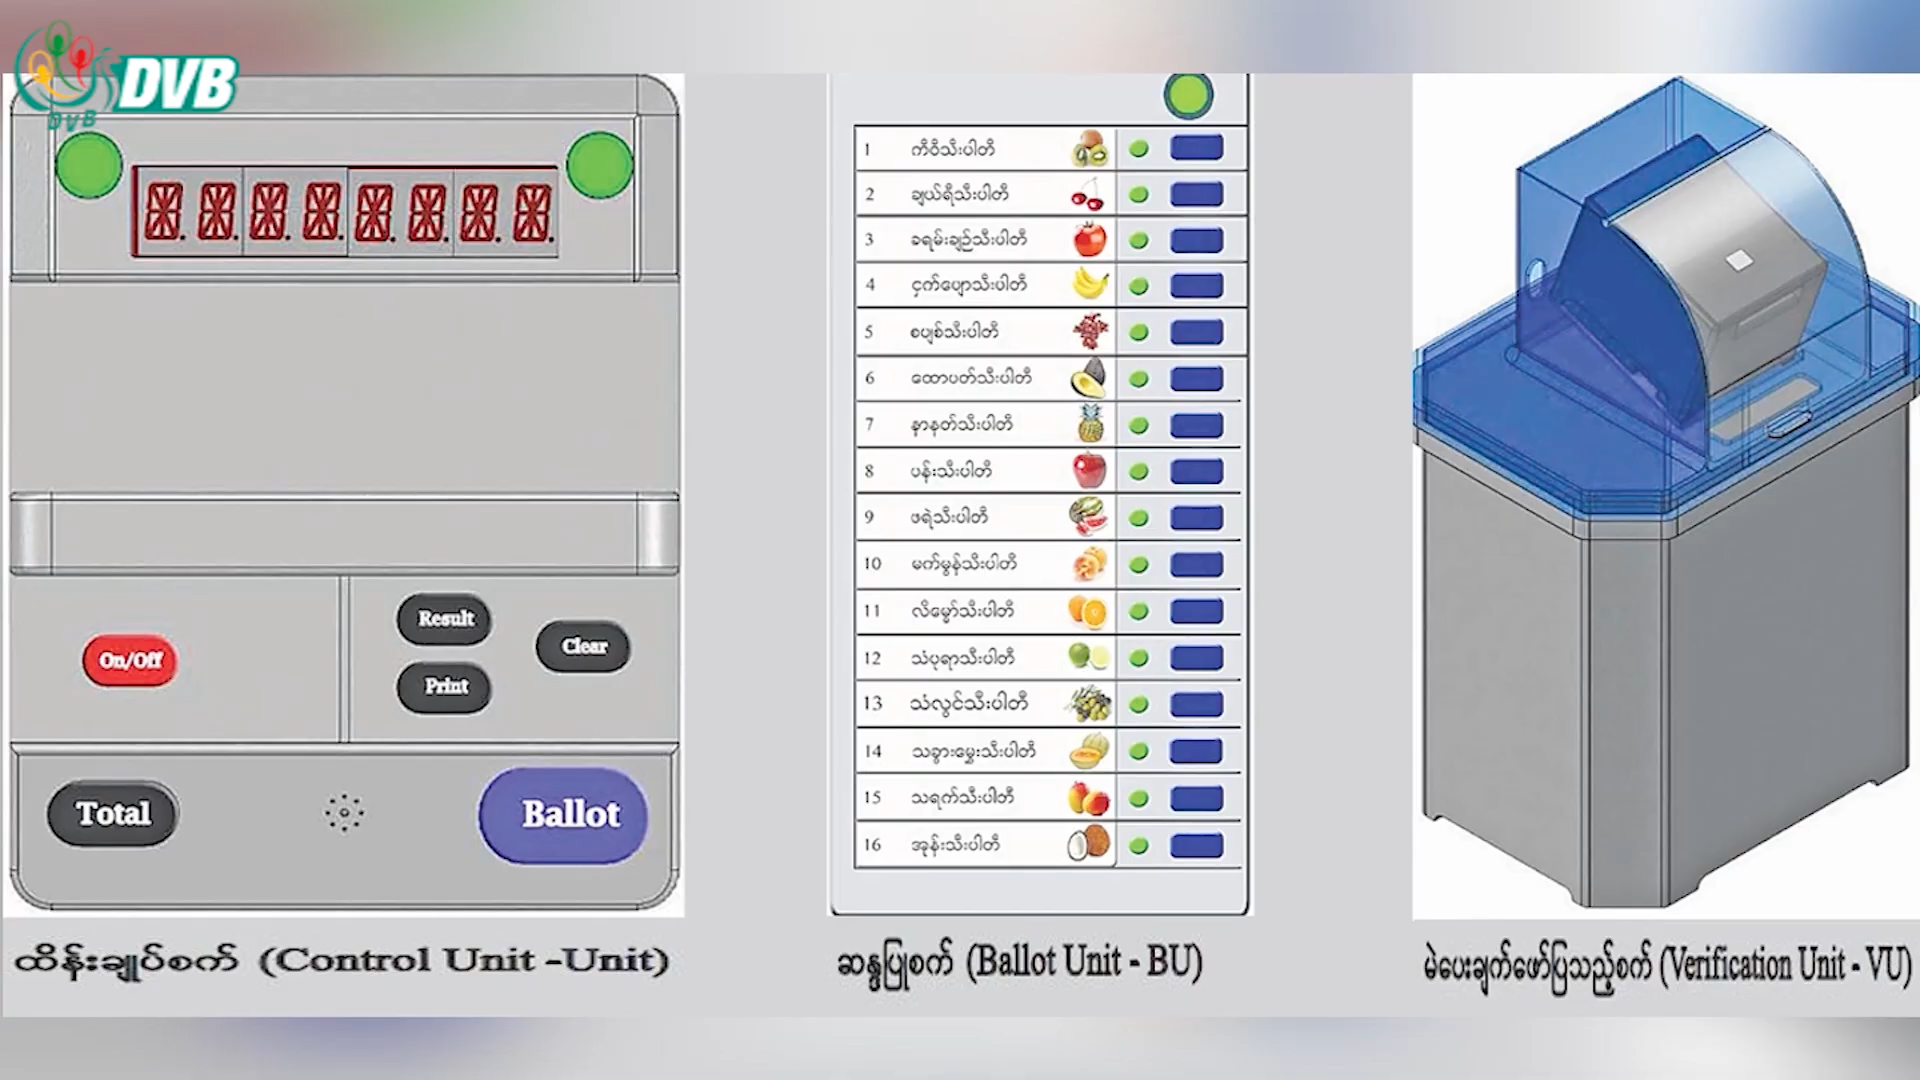 DVB
DVB
On/Off
Result
Print
Clear
Total
Ballot
ထိန်းချုပ်စက် (Control Unit -Unit)
1 ကီဝီသီးပါတီ
2 ချယ်ရီသီးပါတီ
3 ခရမ်းချဉ်သီးပါတီ
4 ငှက်ပျောသီးပါတီ
5 စပျစ်သီးပါတီ
6 ထောပတ်သီးပါတီ
7 နာနတ်သီးပါတီ
8 ပန်းသီးပါတီ
9 ဖရဲသီးပါတီ
10 မက်မွန်သီးပါတီ
11 လိမ္မော်သီးပါတီ
12 သံပုရာသီးပါတီ
13 သံလွင်သီးပါတီ
14 သခွားမွှေးသီးပါတီ
15 သရက်သီးပါတီ
16 အုန်းသီးပါတီ
ဆန္ဒပြုစက် (Ballot Unit - BU)
မဲပေးချက်ဖော်ပြသည့်စက် (Verification Unit - VU)